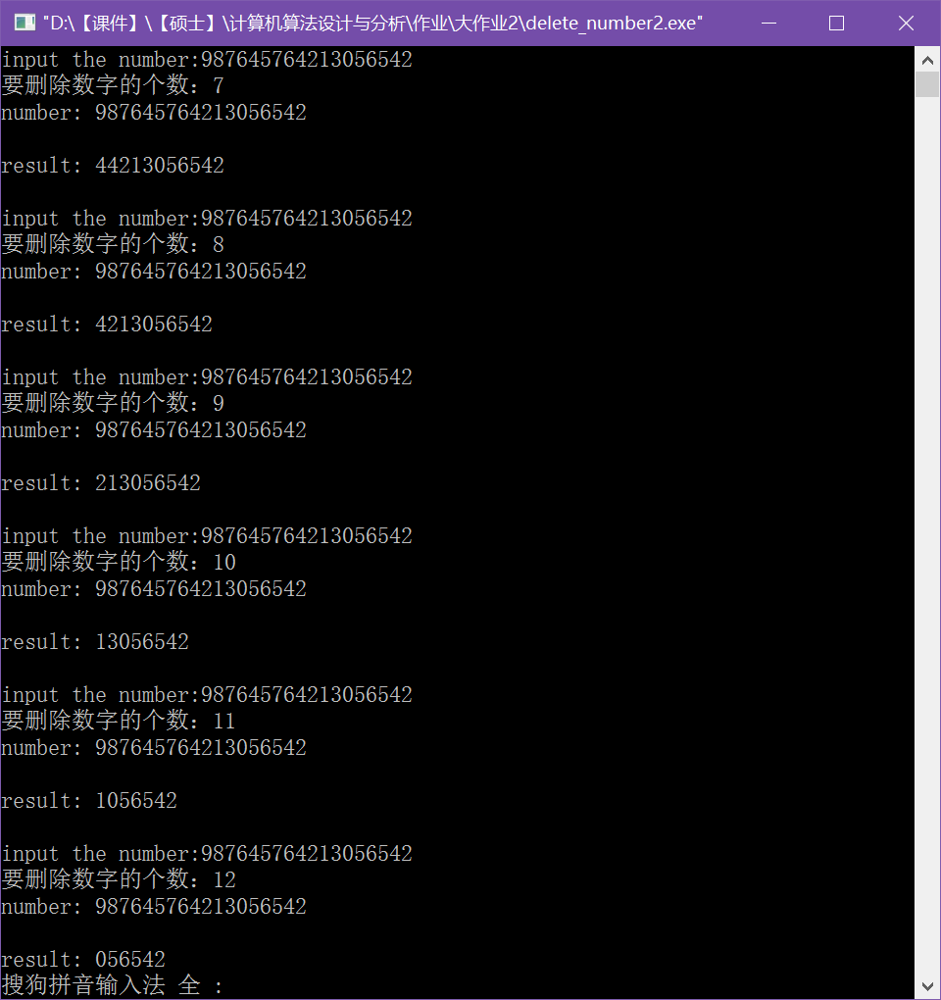 "D:\【课件】\【硕士】\计算机算法设计与分析\作业\大作业2\delete_number2.exe"
input the number:987645764213056542
要删除数字的个数：7
number: 987645764213056542
result: 44213056542
input the number:987645764213056542
要删除数字的个数：8
number: 987645764213056542
result: 4213056542
input the number:987645764213056542
要删除数字的个数：9
number: 987645764213056542
result: 213056542
input the number:987645764213056542
要删除数字的个数：10
number: 987645764213056542
result: 13056542
input the number:987645764213056542
要删除数字的个数：11
number: 987645764213056542
result: 1056542
input the number:987645764213056542
要删除数字的个数：12
number: 987645764213056542
result: 056542
搜狗拼音输入法 全 :